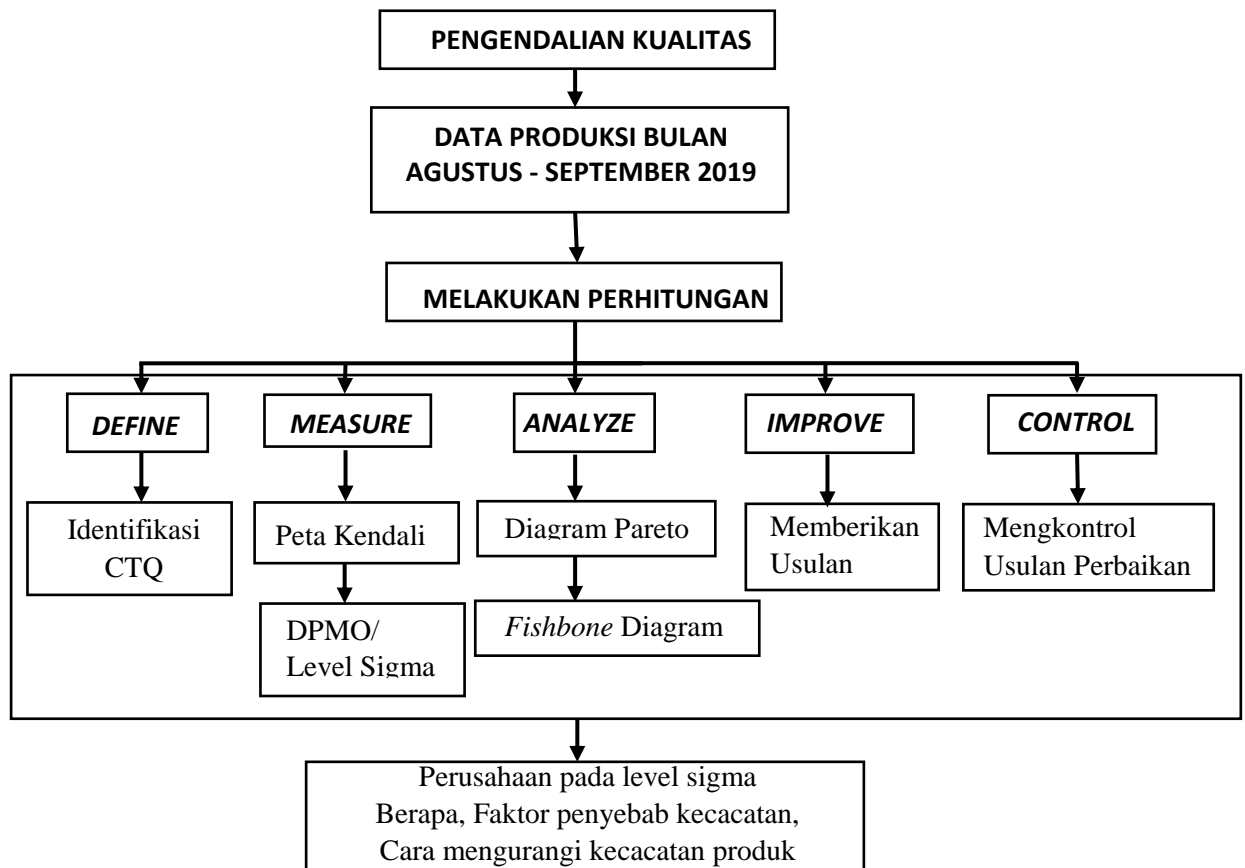 PENGENDALIAN KUALITAS
DATA PRODUKSI BULAN
AGUSTUS - SEPTEMBER 2019
MELAKUKAN PERHITUNGAN
DEFINE
MEASURE
ANALYZE
IMPROVE
CONTROL
Identifikasi
CTQ
Peta Kendali
Diagram Pareto
Memberikan
Usulan
Mengkontrol
Usulan Perbaikan
DPMO/
Level Sigma
Fishbone Diagram
Perusahaan pada level sigma
Berapa, Faktor penyebab kecacatan,
Cara mengurangi kecacatan produk